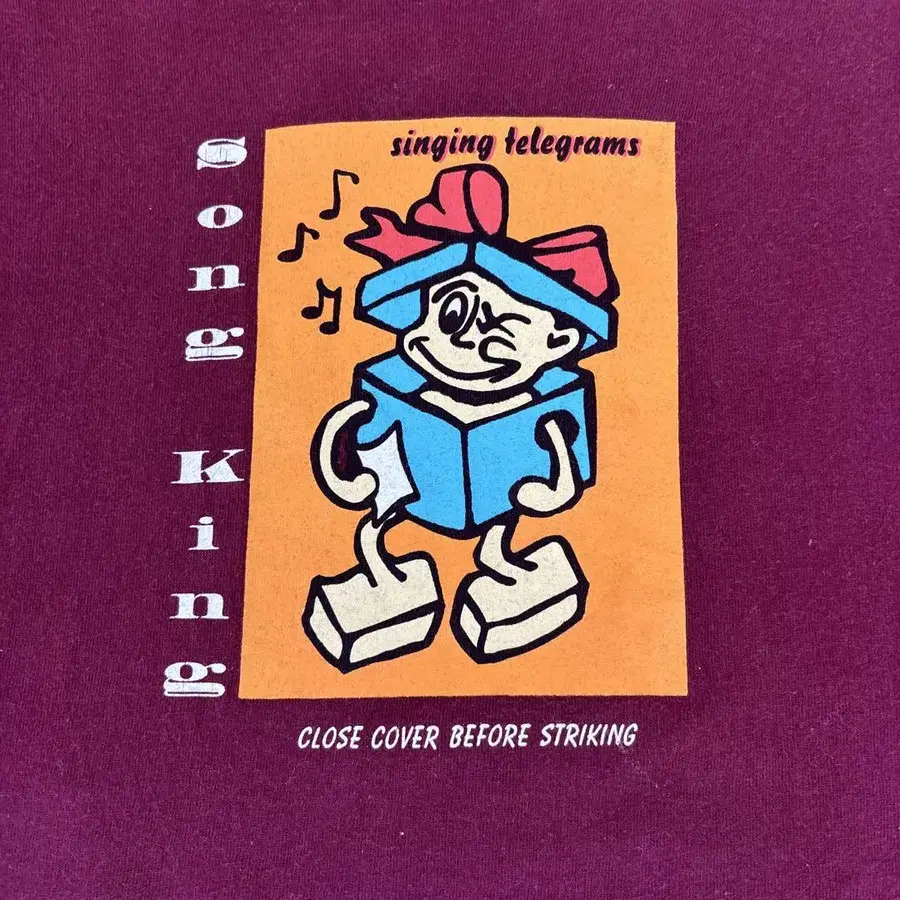 singing telegrams
Song King
CLOSE COVER BEFORE STRIKING